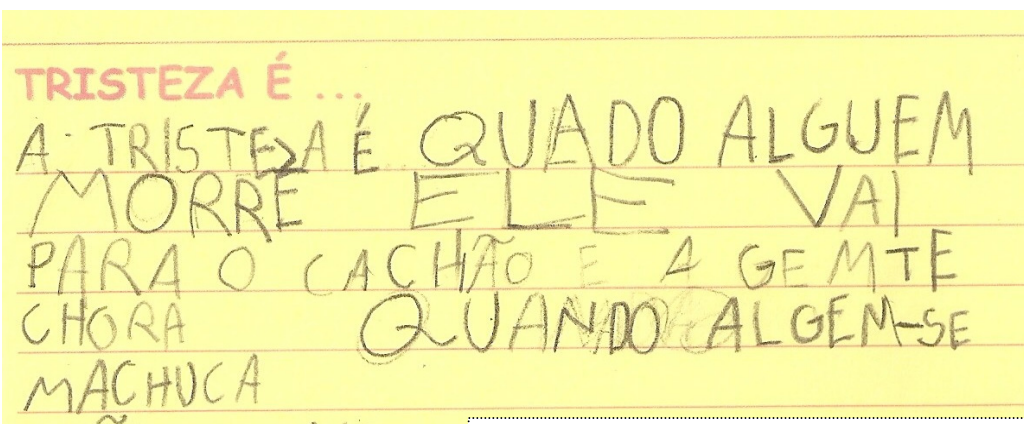 TRISTEZA É ...
A TRISTEZA É QUADO ALGUEM
MORRE ELE VAI
PARA O CACHÃO E A GEMTE
CHORA QUANDO ALGEM-SE
MACHUCA